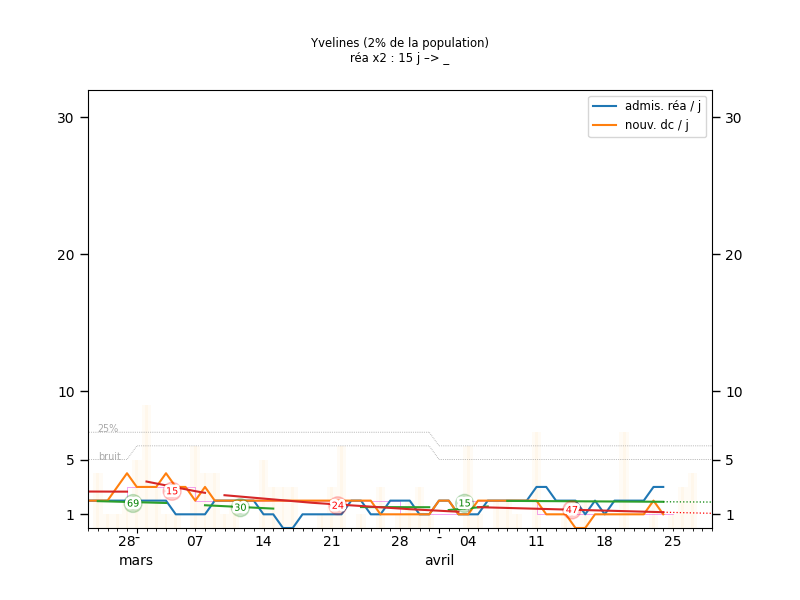 Yvelines (2% de la population)
réa x2 : 15 j –> _
admis. réa / j
nouv. dc / j
30 30
20 20
10 10
25%
bruit
5 5
69 15 30 24 15 47
1 1
28 - 07 14 21 28 - 04 11 18 25
mars avril